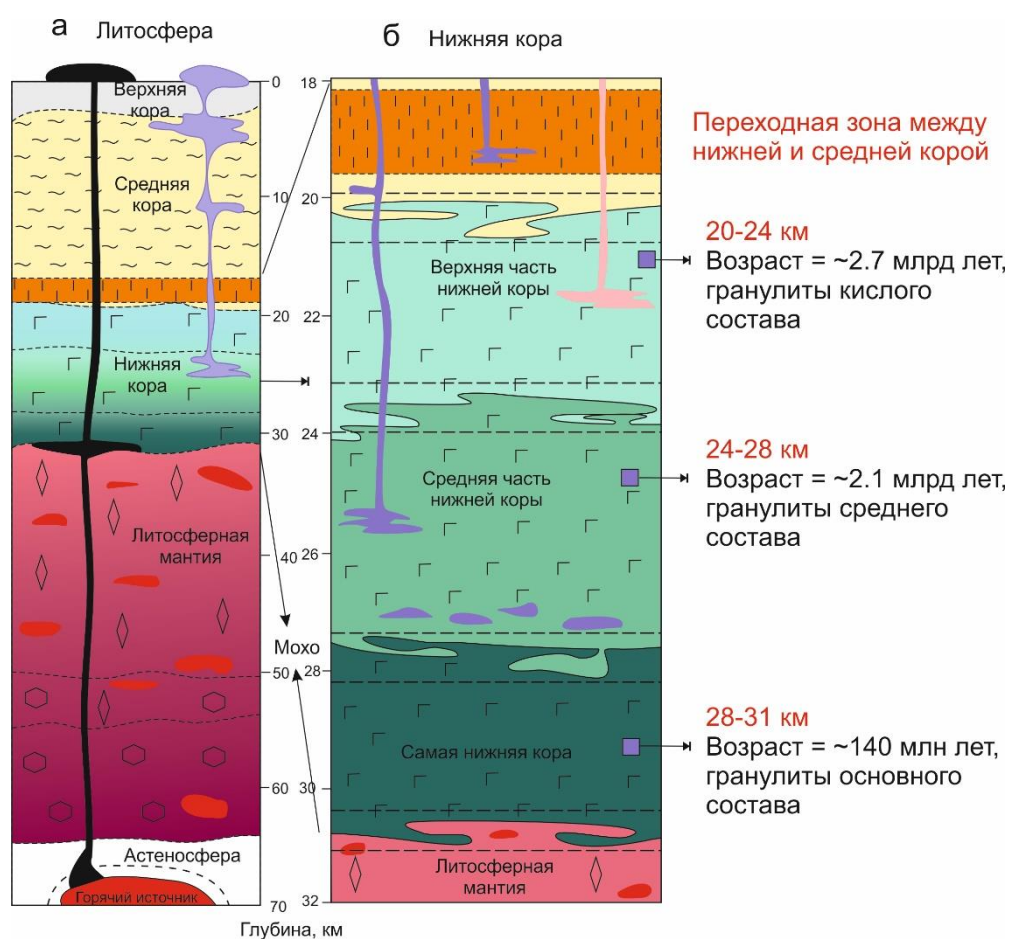 а
Литосфера
Верхняя
кора
Средняя
кора
Нижняя
кора
Литосферная
мантия
Астеносфера
Горячий источник
0
10
20
30
40
Мохо
50
60
70
Глубина, км
б
Нижняя кора
18
20
22
24
26
28
30
32
Верхняя часть
нижней коры
Средняя часть
нижней коры
Самая нижняя кора
Литосферная
мантия
Переходная зона между
нижней и средней корой
20-24 км
Возраст = ~2.7 млрд лет,
гранулиты кислого
состава
24-28 км
Возраст = ~2.1 млрд лет,
гранулиты среднего
состава
28-31 км
Возраст = ~140 млн лет,
гранулиты основного
состава